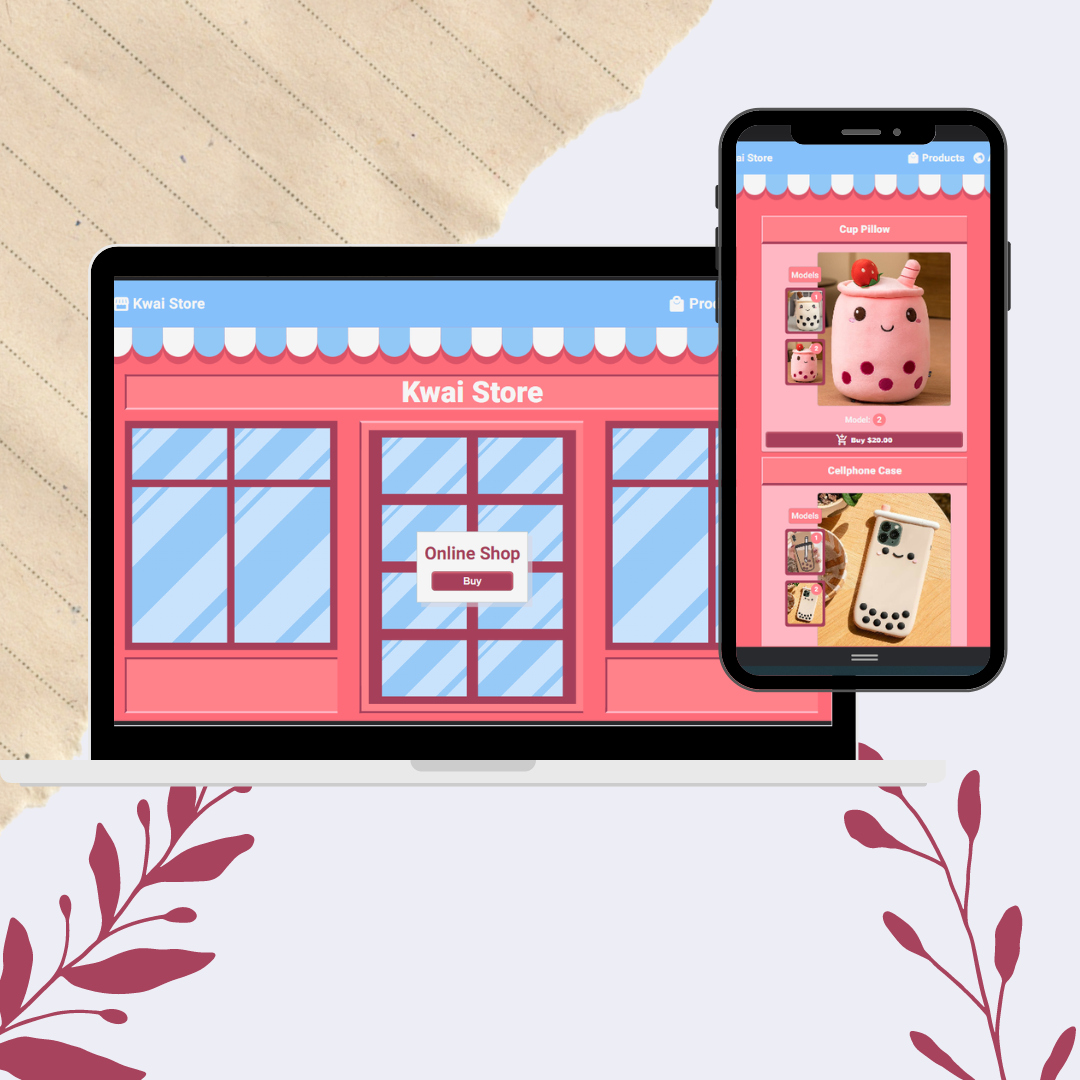 Kwai Store
Kwai Store
Online Shop
Buy
ai Store
Products
Cup Pillow
Models
1
2
Model: 2
Buy $20.00
Cellphone Case
Models
1
2